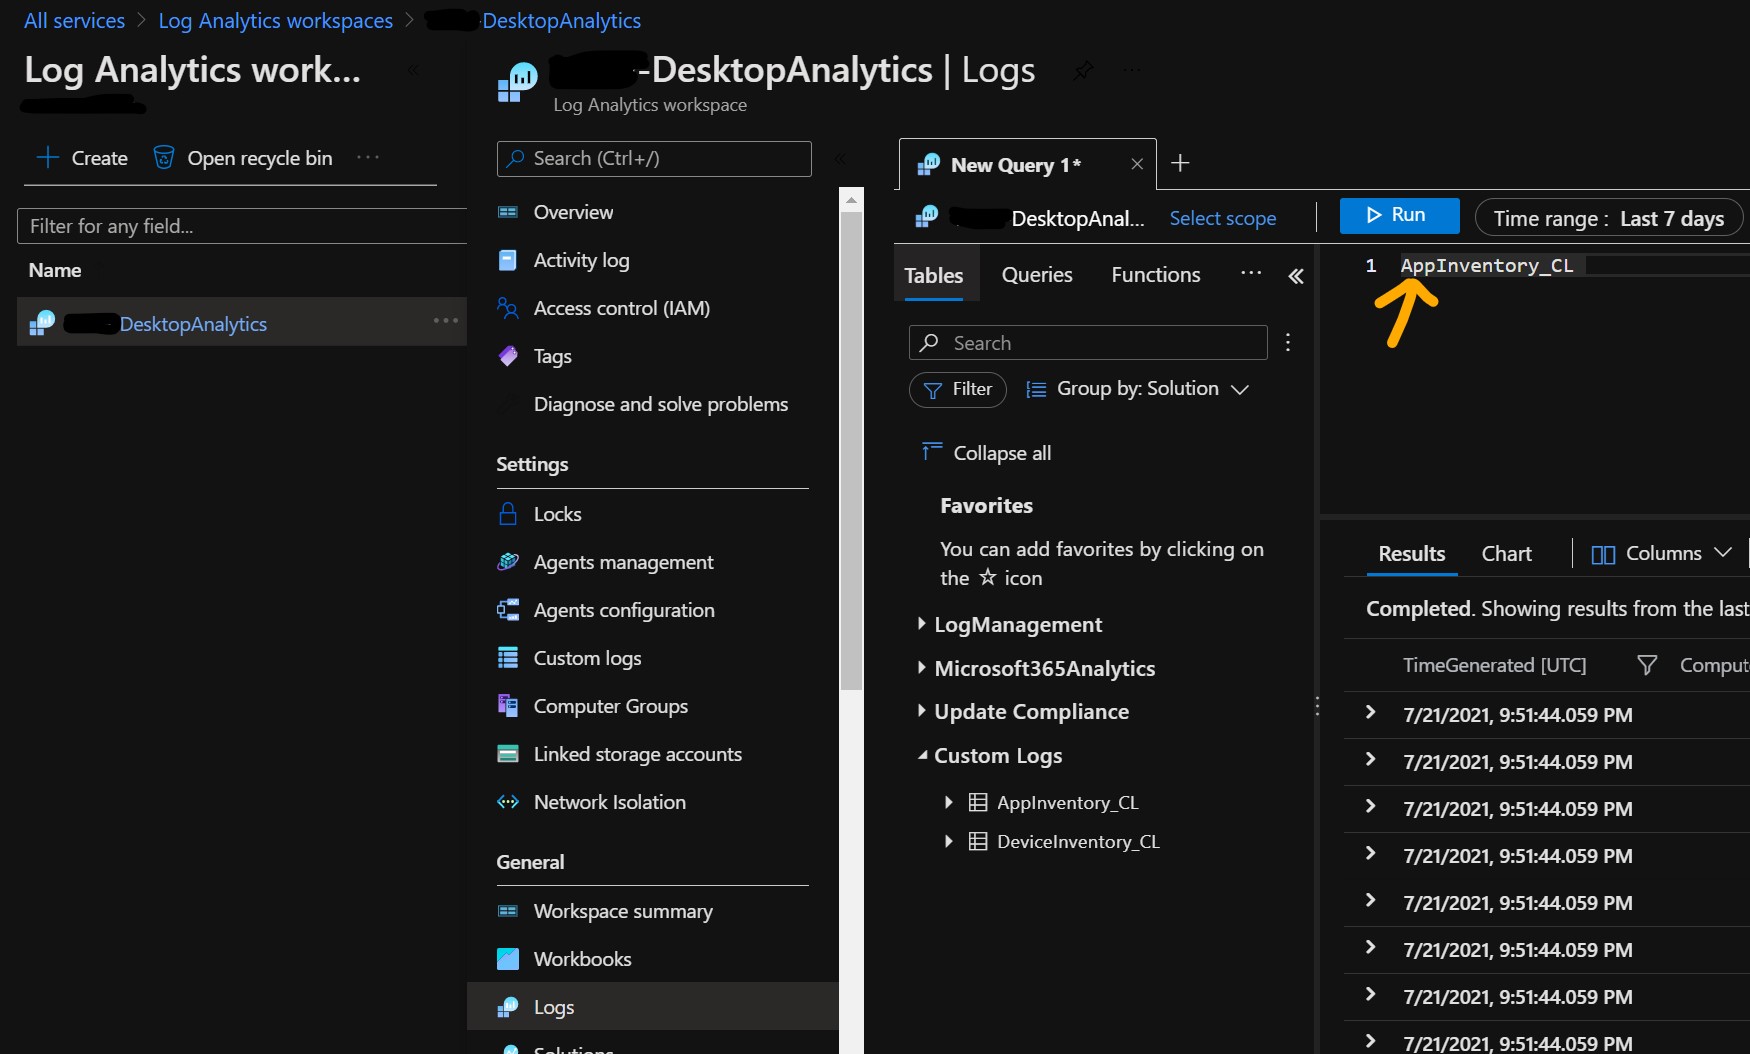 All services > Log Analytics workspaces > DesktopAnalytics
Log Analytics work...
Create
Open recycle bin
Filter for any field...
Name
DesktopAnalytics
-DesktopAnalytics | Logs
Log Analytics workspace
Search (Ctrl+/)
Overview
Activity log
Access control (IAM)
Tags
Diagnose and solve problems
Settings
Locks
Agents management
Agents configuration
Custom logs
Computer Groups
Linked storage accounts
Network Isolation
General
Workspace summary
Workbooks
Logs
Solutions
New Query 1*
DesktopAnal...
Select scope
Run
Time range : Last 7 days
Tables
Queries
Functions
Search
Filter
Group by: Solution
Collapse all
Favorites
You can add favorites by clicking on
the ☆ icon
LogManagement
Microsoft365Analytics
Update Compliance
Custom Logs
AppInventory_CL
DeviceInventory_CL
1 AppInventory_CL
Results
Chart
Columns
Completed. Showing results from the last
TimeGenerated [UTC]
Comput
7/21/2021, 9:51:44.059 PM
7/21/2021, 9:51:44.059 PM
7/21/2021, 9:51:44.059 PM
7/21/2021, 9:51:44.059 PM
7/21/2021, 9:51:44.059 PM
7/21/2021, 9:51:44.059 PM
7/21/2021, 9:51:44.059 PM
7/21/2021, 9:51:44.059 PM